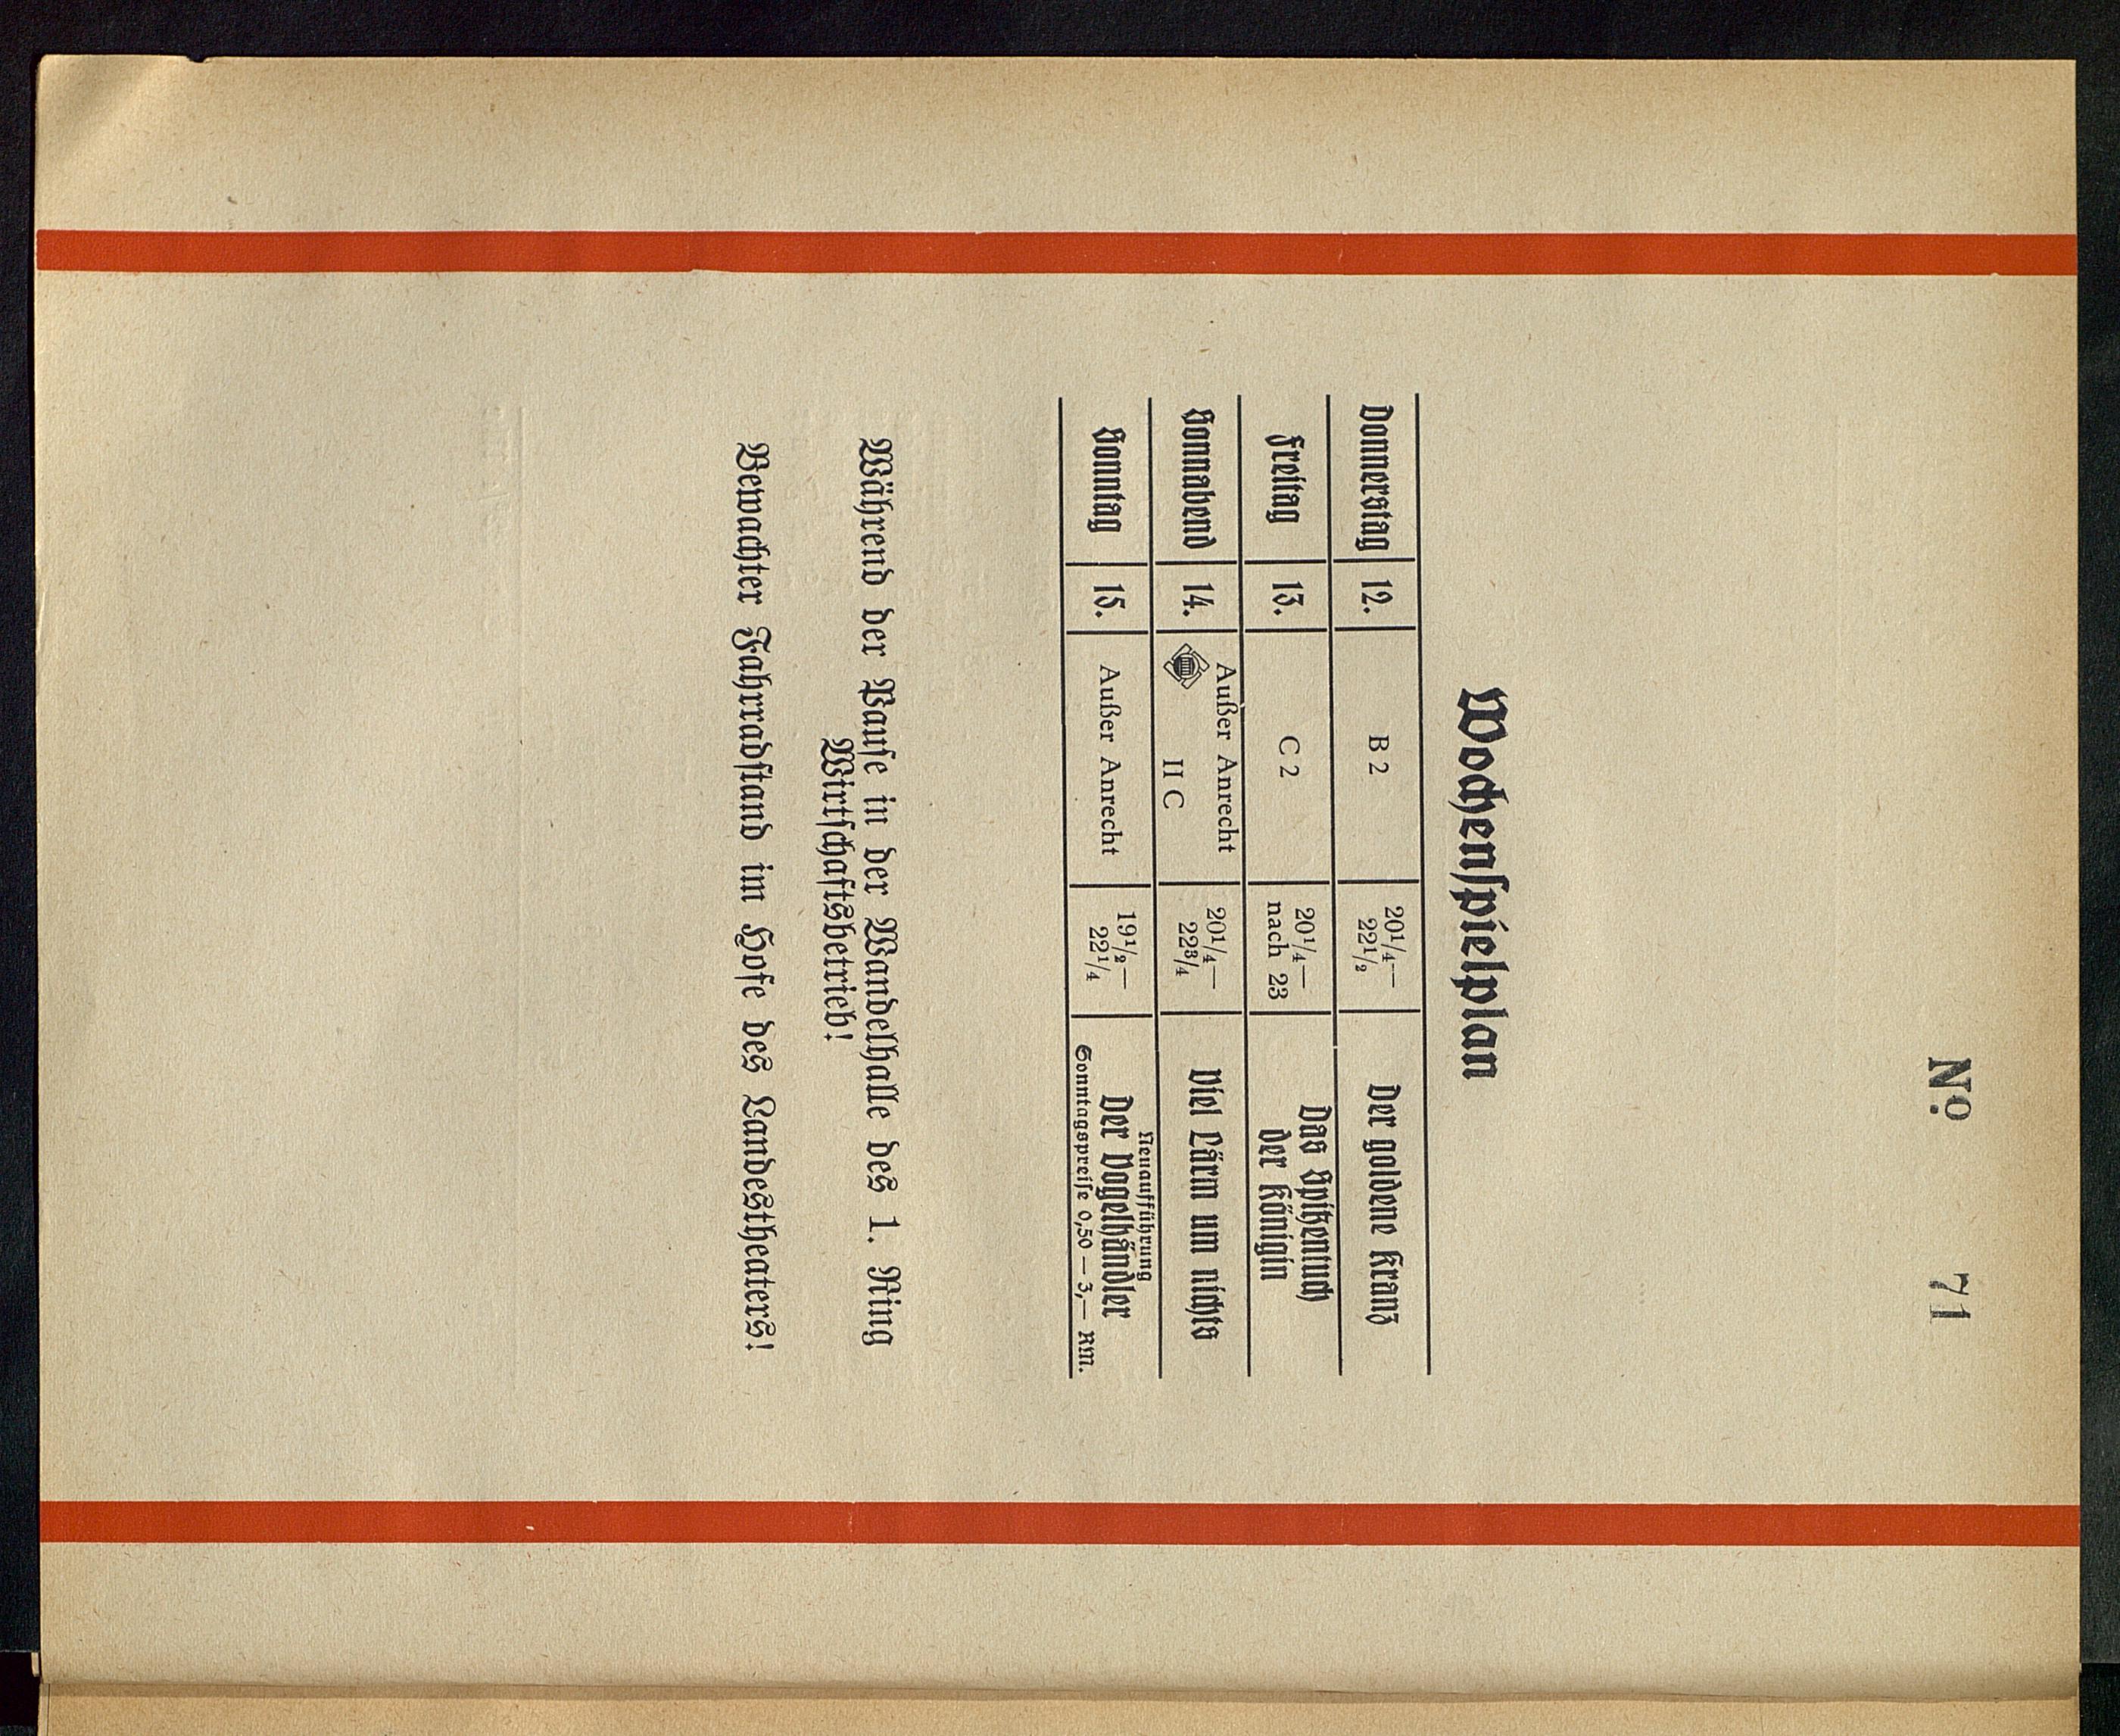 Nº 71
Wochenspielplan
Donnerstag 12. B 2 20¹/₄— 22¹/₂ Der goldene Kranz
Freitag 13. C 2 20¹/₄— nach 23 Das Spitzentuch der Königin
Sonnabend 14. Außer Anrecht II C 20¹/₄— 22³/₄ Viel Lärm um nichts
Sonntag 15. Außer Anrecht 19¹/₂— 22¹/₄ Neuaufführung
Der Vogelhändler
Sonntagspreise 0,50 — 3,— RM.
Während der Pause in der Wandelhalle des 1. Ring
Wirtschaftsbetrieb!
Bewachter Fahrradstand im Hofe des Landestheaters!